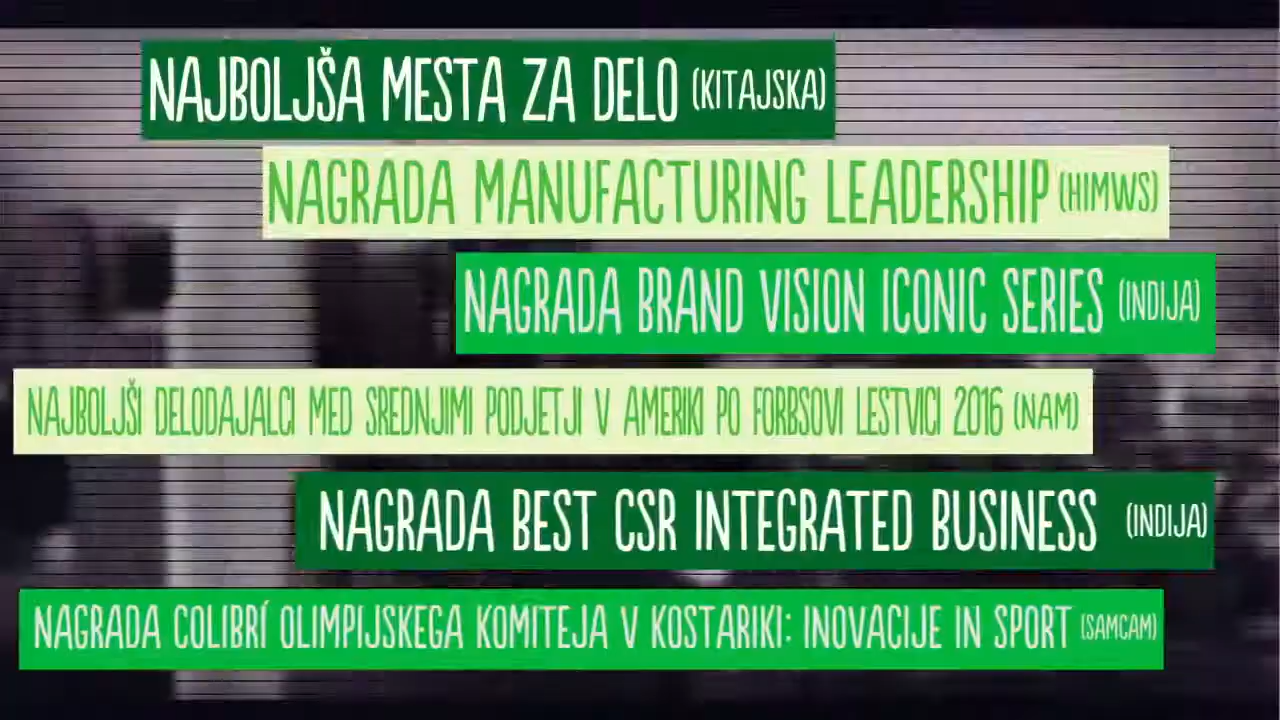 NAJBOLJŠA MESTA ZA DELO (KITAJSKA)
NAGRADA MANUFACTURING LEADERSHIP (HIMWS)
NAGRADA BRAND VISION ICONIC SERIES (INDIJA)
NAJBOLJŠI DELODAJALCI MED SREDNJIMI PODJETJI V AMERIKI PO FORBSOVI LESTVICI 2016 (NAM)
NAGRADA BEST CSR INTEGRATED BUSINESS (INDIJA)
NAGRADA COLIBRÍ OLIMPIJSKEGA KOMITEJA V KOSTARIKI: INOVACIJE IN SPORT (SAMCAM)